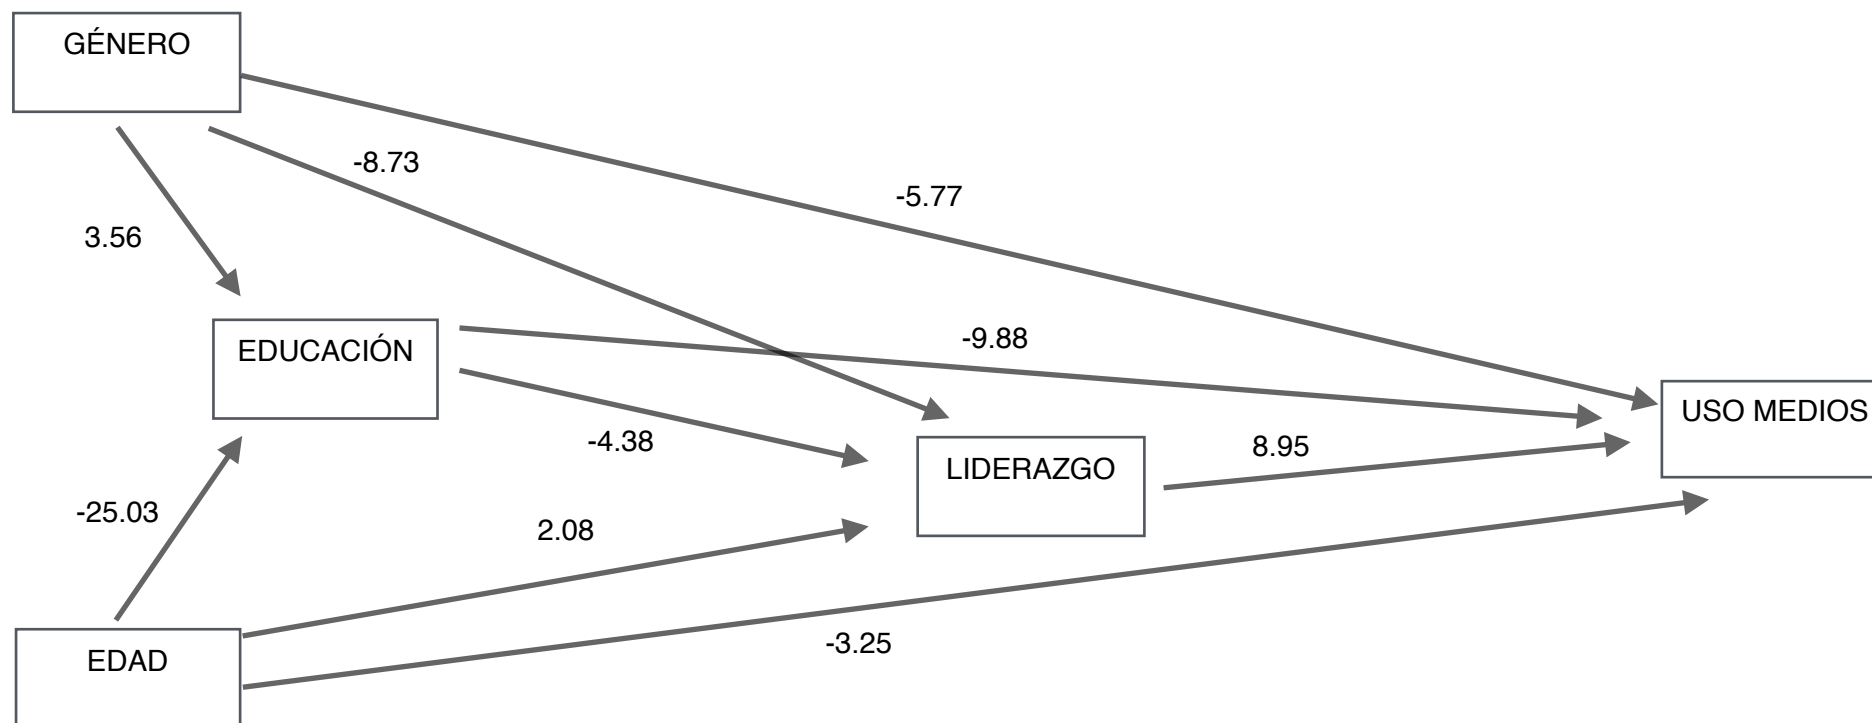 GÉNERO
-8.73
-5.77
3.56
-9.88
EDUCACIÓN
USO MEDIOS
-4.38
8.95
LIDERAZGO
-25.03
2.08
-3.25
EDAD